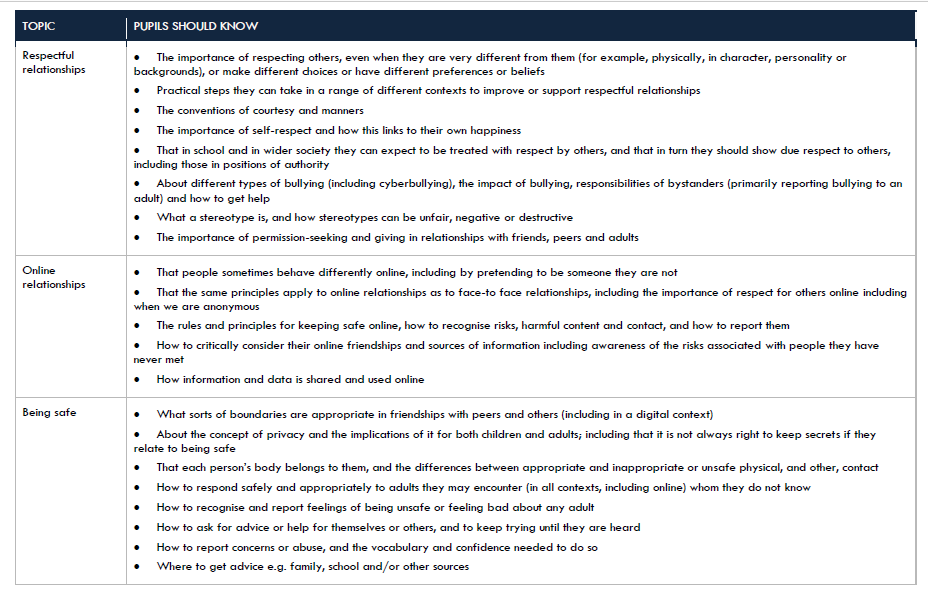 TOPIC
PUPILS SHOULD KNOW
Respectful
relationships
• The importance of respecting others, even when they are very different from them (for example, physically, in character, personality or
backgrounds), or make different choices or have different preferences or beliefs
• Practical steps they can take in a range of different contexts to improve or support respectful relationships
• The conventions of courtesy and manners
• The importance of self-respect and how this links to their own happiness
• That in school and in wider society they can expect to be treated with respect by others, and that in turn they should show due respect to others,
including those in positions of authority
• About different types of bullying (including cyberbullying), the impact of bullying, responsibilities of bystanders (primarily reporting bullying to an
adult) and how to get help
• What a stereotype is, and how stereotypes can be unfair, negative or destructive
• The importance of permission-seeking and giving in relationships with friends, peers and adults
Online
relationships
• That people sometimes behave differently online, including by pretending to be someone they are not
• That the same principles apply to online relationships as to face-to face relationships, including the importance of respect for others online including
when we are anonymous
• The rules and principles for keeping safe online, how to recognise risks, harmful content and contact, and how to report them
• How to critically consider their online friendships and sources of information including awareness of the risks associated with people they have
never met
• How information and data is shared and used online
Being safe
• What sorts of boundaries are appropriate in friendships with peers and others (including in a digital context)
• About the concept of privacy and the implications of it for both children and adults; including that it is not always right to keep secrets if they
relate to being safe
• That each person's body belongs to them, and the differences between appropriate and inappropriate or unsafe physical, and other, contact
• How to respond safely and appropriately to adults they may encounter (in all contexts, including online) whom they do not know
• How to recognise and report feelings of being unsafe or feeling bad about any adult
• How to ask for advice or help for themselves or others, and to keep trying until they are heard
• How to report concerns or abuse, and the vocabulary and confidence needed to do so
• Where to get advice e.g. family, school and/or other sources